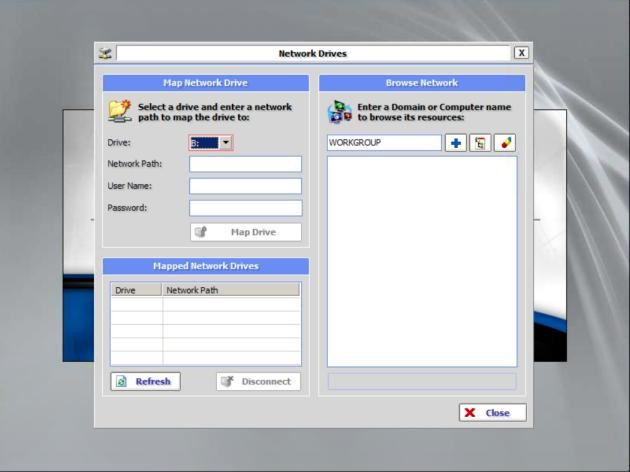 Network Drives
X
Map Network Drive
Select a drive and enter a network
path to map the drive to:
Drive:
B:
Network Path:
User Name:
Password:
Map Drive
Mapped Network Drives
Drive
Network Path
Refresh
Disconnect
Browse Network
Enter a Domain or Computer name
to browse its resources:
WORKGROUP
Close